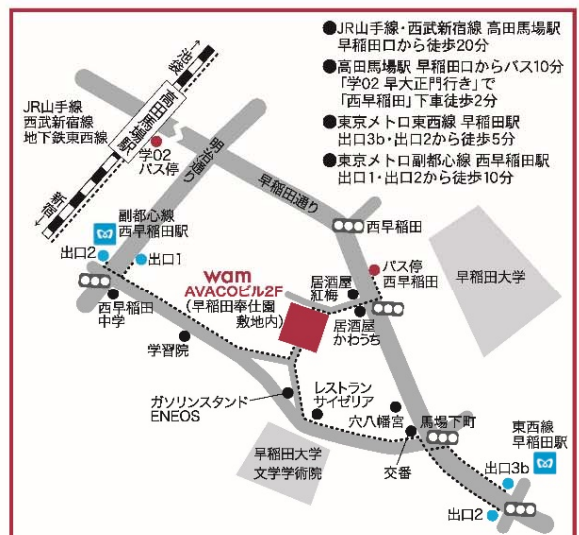 ●JR山手線・西武新宿線 高田馬場駅
早稲田口から徒歩20分
●高田馬場駅 早稲田口からバス10分
「学02 早大正門行き」で
「西早稲田」下車徒歩2分
●東京メトロ東西線 早稲田駅
出口3b・出口2から徒歩5分
●東京メトロ副都心線 西早稲田駅
出口1・出口2から徒歩10分
↑池袋
高田馬場駅
JR山手線
西武新宿線
地下鉄東西線
学02
バス停
新宿↓
明治通り
早稲田通り
西早稲田
副都心線
西早稲田駅
出口2
出口1
wam
AVACOビル2F
(早稲田奉仕園
敷地内)
居酒屋
紅梅
バス停
西早稲田
早稲田大学
西早稲田
中学
居酒屋
かわうち
学習院
ガソリンスタンド
ENEOS
レストラン
サイゼリア
穴八幡宮
馬場下町
東西線
早稲田駅
早稲田大学
文学学術院
交番
出口3b
出口2